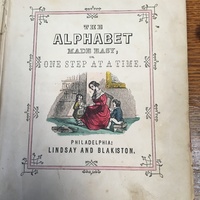 THE
ALPHABET
MADE EASY,
OR
ONE STEP AT A TIME.
PHILADELPHIA:
LINDSAY AND BLAKISTON.